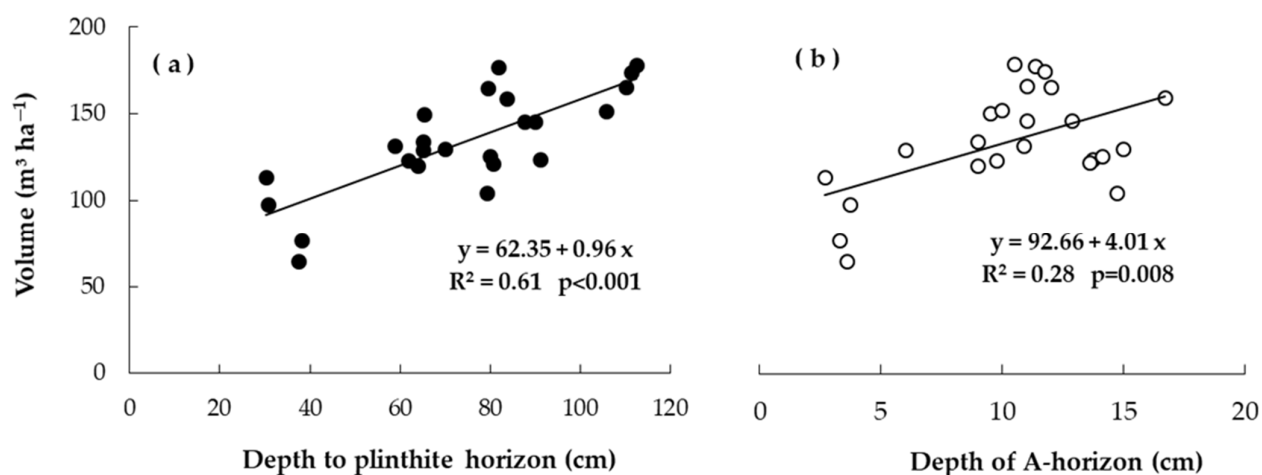 Volume (m³ ha⁻¹)
200
150
100
50
0
( a )
y = 62.35 + 0.96 x
R² = 0.61 p<0.001
0 20 40 60 80 100 120
Depth to plinthite horizon (cm)
( b )
y = 92.66 + 4.01 x
R² = 0.28 p=0.008
0 5 10 15 20
Depth of A-horizon (cm)